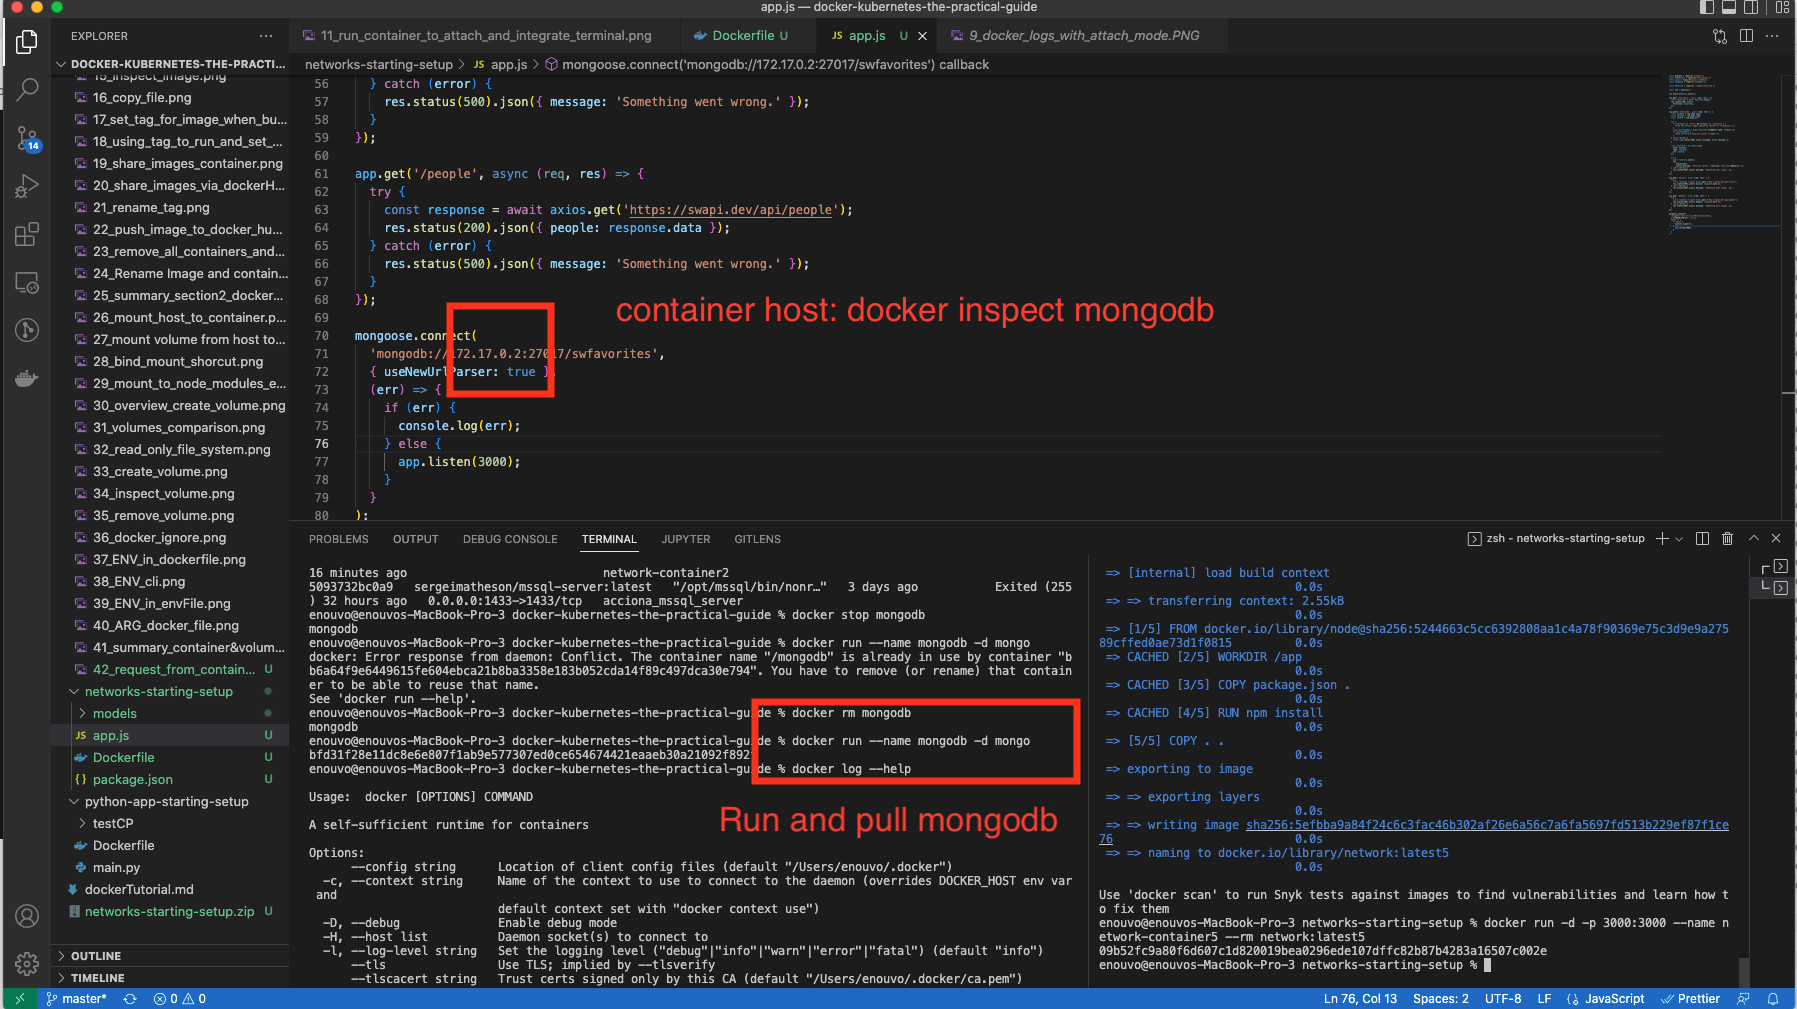 app.js — docker-kubernetes-the-practical-guide
EXPLORER
11_run_container_to_attach_and_integrate_terminal.png
Dockerfile U
JS app.js U
9_docker_logs_with_attach_mode.PNG
DOCKER-KUBERNETES-THE-PRACTI...
networks-starting-setup > JS app.js > mongoose.connect('mongodb://172.17.0.2:27017/swfavorites') callback
15_inspect_image.png
16_copy_file.png
17_set_tag_for_image_when_bu...
18_using_tag_to_run_and_set_...
19_share_images_container.png
20_share_images_via_dockerH...
21_rename_tag.png
22_push_image_to_docker_hu...
23_remove_all_containers_and...
24_Rename Image and contain...
25_summary_section2_docker...
26_mount_host_to_container.p...
27_mount volume from host to...
28_bind_mount_shorcut.png
29_mount_to_node_modules_e...
30_overview_create_volume.png
31_volumes_comparison.png
32_read_only_file_system.png
33_create_volume.png
34_inspect_volume.png
35_remove_volume.png
36_docker_ignore.png
37_ENV_in_dockerfile.png
38_ENV_cli.png
39_ENV_in_envFile.png
40_ARG_docker_file.png
41_summary_container&volum...
42_request_from_contain... U
networks-starting-setup
models
JS app.js U
Dockerfile U
{} package.json U
python-app-starting-setup
testCP
Dockerfile
main.py
dockerTutorial.md
networks-starting-setup.zip U
OUTLINE
TIMELINE
14
56 } catch (error) {
57 res.status(500).json({ message: 'Something went wrong.' });
58 }
59 });
60
61 app.get('/people', async (req, res) => {
62 try {
63 const response = await axios.get('https://swapi.dev/api/people');
64 res.status(200).json({ people: response.data });
65 } catch (error) {
66 res.status(500).json({ message: 'Something went wrong.' });
67 }
68 });
69
70 mongoose.connect(
71 'mongodb://172.17.0.2:27017/swfavorites',
72 { useNewUrlParser: true },
73 (err) => {
74 if (err) {
75 console.log(err);
76 } else {
77 app.listen(3000);
78 }
79 }
80 );
container host: docker inspect mongodb
PROBLEMS OUTPUT DEBUG CONSOLE TERMINAL JUPYTER GITLENS
zsh - networks-starting-setup
16 minutes ago network-container2
5093732bc0a9 sergeimatheson/mssql-server:latest "/opt/mssql/bin/nonr…" 3 days ago Exited (255
) 32 hours ago 0.0.0.0:1433->1433/tcp acciona_mssql_server
enouvo@enouvos-MacBook-Pro-3 docker-kubernetes-the-practical-guide % docker stop mongodb
mongodb
enouvo@enouvos-MacBook-Pro-3 docker-kubernetes-the-practical-guide % docker run --name mongodb -d mongo
docker: Error response from daemon: Conflict. The container name "/mongodb" is already in use by container "b
b6a64f9e6449615fe604ebca21b8ba3358e183b052cda14f89c497dca30e794". You have to remove (or rename) that contain
er to be able to reuse that name.
See 'docker run --help'.
enouvo@enouvos-MacBook-Pro-3 docker-kubernetes-the-practical-guide % docker rm mongodb
mongodb
enouvo@enouvos-MacBook-Pro-3 docker-kubernetes-the-practical-guide % docker run --name mongodb -d mongo
bfd31f28e11dc8e6e807f1ab9e577307ed0ce654674421eaaeb30a21092f892
enouvo@enouvos-MacBook-Pro-3 docker-kubernetes-the-practical-guide % docker log --help
Run and pull mongodb
Usage: docker [OPTIONS] COMMAND
A self-sufficient runtime for containers
Options:
--config string Location of client config files (default "/Users/enouvo/.docker")
-c, --context string Name of the context to use to connect to the daemon (overrides DOCKER_HOST env var
and
default context set with "docker context use")
-D, --debug Enable debug mode
-H, --host list Daemon socket(s) to connect to
-l, --log-level string Set the logging level ("debug"|"info"|"warn"|"error"|"fatal") (default "info")
--tls Use TLS; implied by --tlsverify
--tlscacert string Trust certs signed only by this CA (default "/Users/enouvo/.docker/ca.pem")
=> [internal] load build context
0.0s
=> => transferring context: 2.55kB
0.0s
=> [1/5] FROM docker.io/library/node@sha256:5244663c5cc6392808aa1c4a78f90369e75c3d9e9a275
89cffed0ae73d1f0815 0.0s
=> CACHED [2/5] WORKDIR /app
0.0s
=> CACHED [3/5] COPY package.json .
0.0s
=> CACHED [4/5] RUN npm install
0.0s
=> [5/5] COPY . .
0.0s
=> exporting to image
0.0s
=> => exporting layers
0.0s
=> => writing image sha256:5efbba9a84f24c6c3fac46b302af26e6a56c7a6fa5697fd513b229ef87f1ce
76 0.0s
=> => naming to docker.io/library/network:latest5
0.0s
Use 'docker scan' to run Snyk tests against images to find vulnerabilities and learn how t
o fix them
enouvo@enouvos-MacBook-Pro-3 networks-starting-setup % docker run -d -p 3000:3000 --name n
etwork-container5 --rm network:latest5
09b52fc9a80f6d607c1d820019bea0296ede107dffc82b87b4283a16507c002e
enouvo@enouvos-MacBook-Pro-3 networks-starting-setup %
master* 0 0
Ln 76, Col 13 Spaces: 2 UTF-8 LF {} JavaScript Prettier